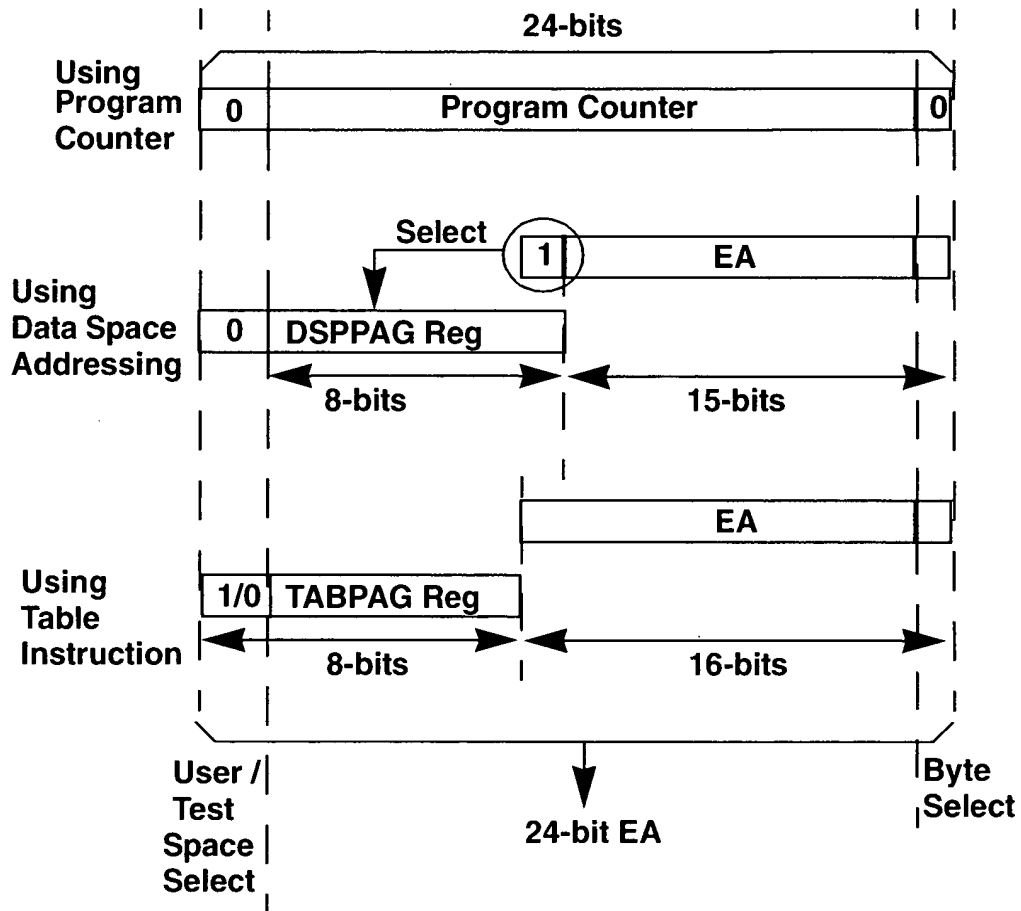 24-bits
Using
Program
Counter
0
Program Counter
0
Select
1
EA
Using
Data Space
Addressing
0
DSPPAG Reg
8-bits
15-bits
EA
Using
Table
Instruction
1/0
TABPAG Reg
8-bits
16-bits
User /
Test
Space
Select
24-bit EA
Byte
Select